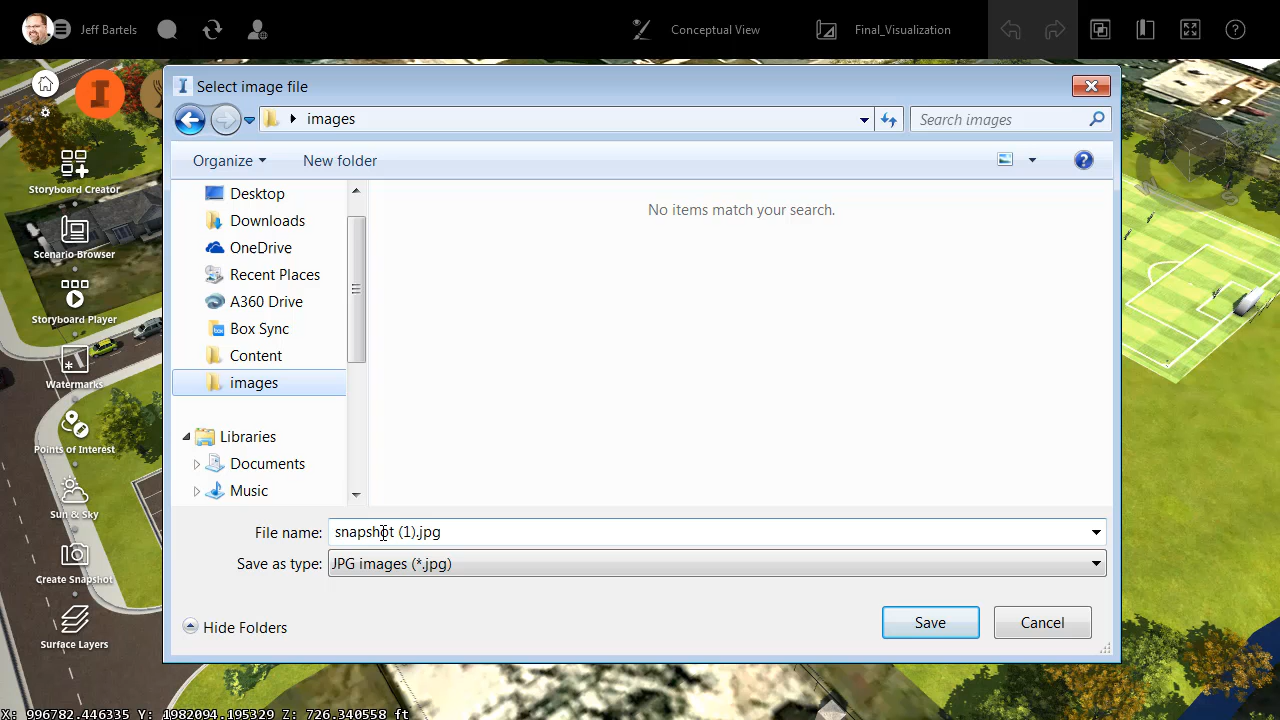 Jeff Bartels
Conceptual View
Final_Visualization
Select image file
images
Search images
Organize
New folder
Storyboard Creator
Scenario Browser
Storyboard Player
Watermarks
Points of Interest
Sun & Sky
Create Snapshot
Surface Layers
Desktop
Downloads
OneDrive
Recent Places
A360 Drive
Box Sync
Content
images
Libraries
Documents
Music
No items match your search.
File name: snapshot (1).jpg
Save as type: JPG images (*.jpg)
Hide Folders
Save
Cancel
W
S
X: 996782.446335 Y: 1982094.195329 Z: 726.340558 ft